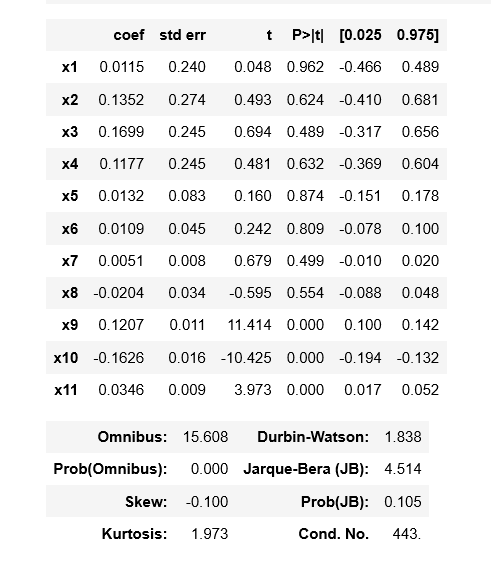 coef std err t P>|t| [0.025 0.975]
x1 0.0115 0.240 0.048 0.962 -0.466 0.489
x2 0.1352 0.274 0.493 0.624 -0.410 0.681
x3 0.1699 0.245 0.694 0.489 -0.317 0.656
x4 0.1177 0.245 0.481 0.632 -0.369 0.604
x5 0.0132 0.083 0.160 0.874 -0.151 0.178
x6 0.0109 0.045 0.242 0.809 -0.078 0.100
x7 0.0051 0.008 0.679 0.499 -0.010 0.020
x8 -0.0204 0.034 -0.595 0.554 -0.088 0.048
x9 0.1207 0.011 11.414 0.000 0.100 0.142
x10 -0.1626 0.016 -10.425 0.000 -0.194 -0.132
x11 0.0346 0.009 3.973 0.000 0.017 0.052
Omnibus: 15.608 Durbin-Watson: 1.838
Prob(Omnibus): 0.000 Jarque-Bera (JB): 4.514
Skew: -0.100 Prob(JB): 0.105
Kurtosis: 1.973 Cond. No. 443.